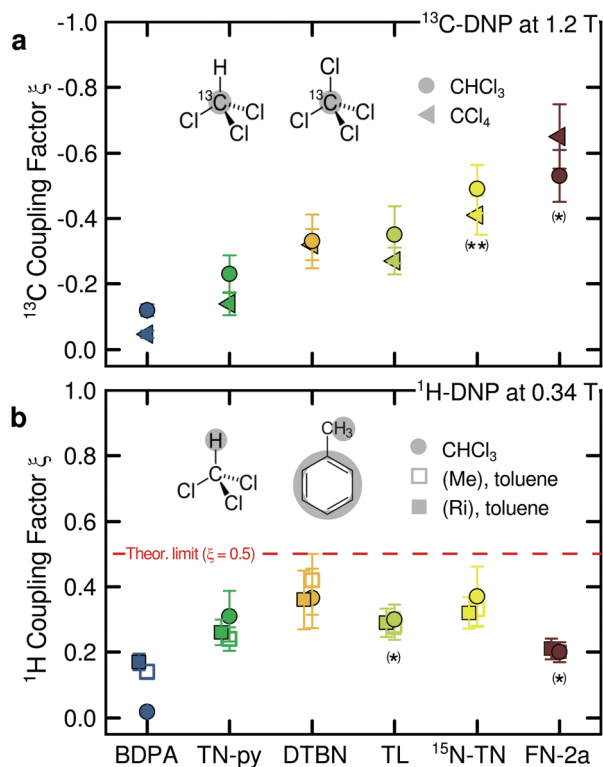 a
¹³C-DNP at 1.2 T
-1.0
-0.8
-0.6
-0.4
-0.2
0.0
¹³C Coupling Factor ξ
H
¹³C
Cl
Cl
Cl
Cl
¹³C
Cl
Cl
Cl
CHCl₃
CCl₄
(**)
(*)
b
¹H-DNP at 0.34 T
1.0
0.8
0.6
0.4
0.2
0.0
¹H Coupling Factor ξ
H
C
Cl
Cl
Cl
CH₃
CHCl₃
(Me), toluene
(Ri), toluene
Theor. limit (ξ = 0.5)
(*)
(*)
BDPA TN-py DTBN TL ¹⁵N-TN FN-2a